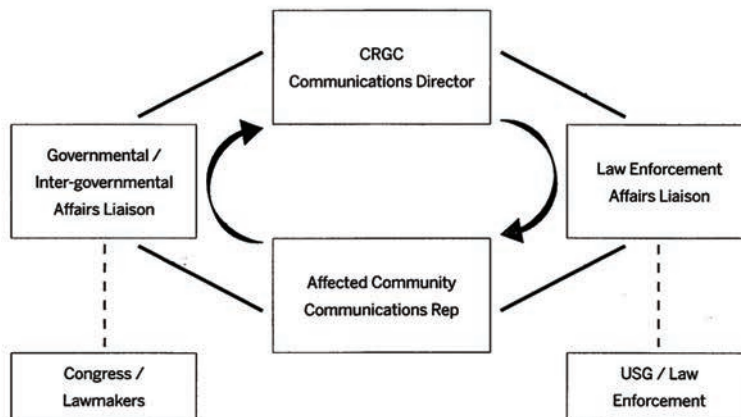 CRGC
Communications Director
Governmental /
Inter-governmental
Affairs Liaison
Law Enforcement
Affairs Liaison
Affected Community
Communications Rep
Congress /
Lawmakers
USG / Law
Enforcement